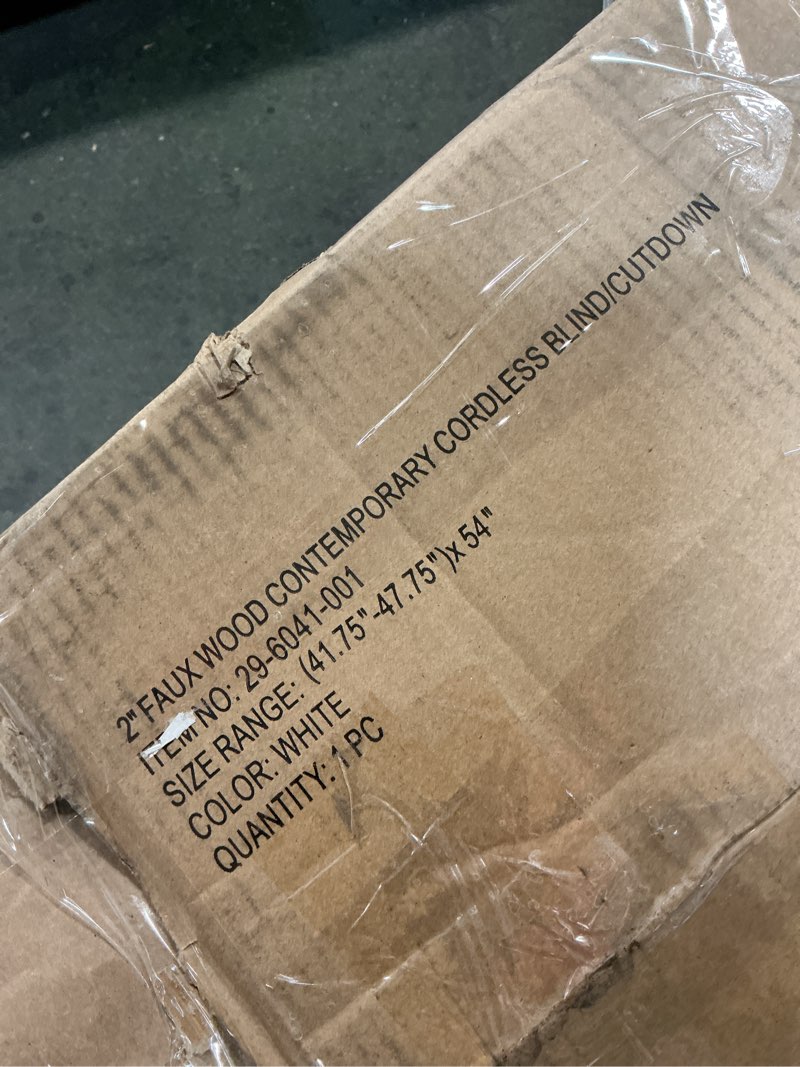 2" FAUX WOOD CONTEMPORARY CORDLESS BLIND/CUTDOWN
ITEM NO: 29-6041-001
SIZE RANGE: (41.75"-47.75")x 54"
COLOR: WHITE
QUANTITY: 1 PC